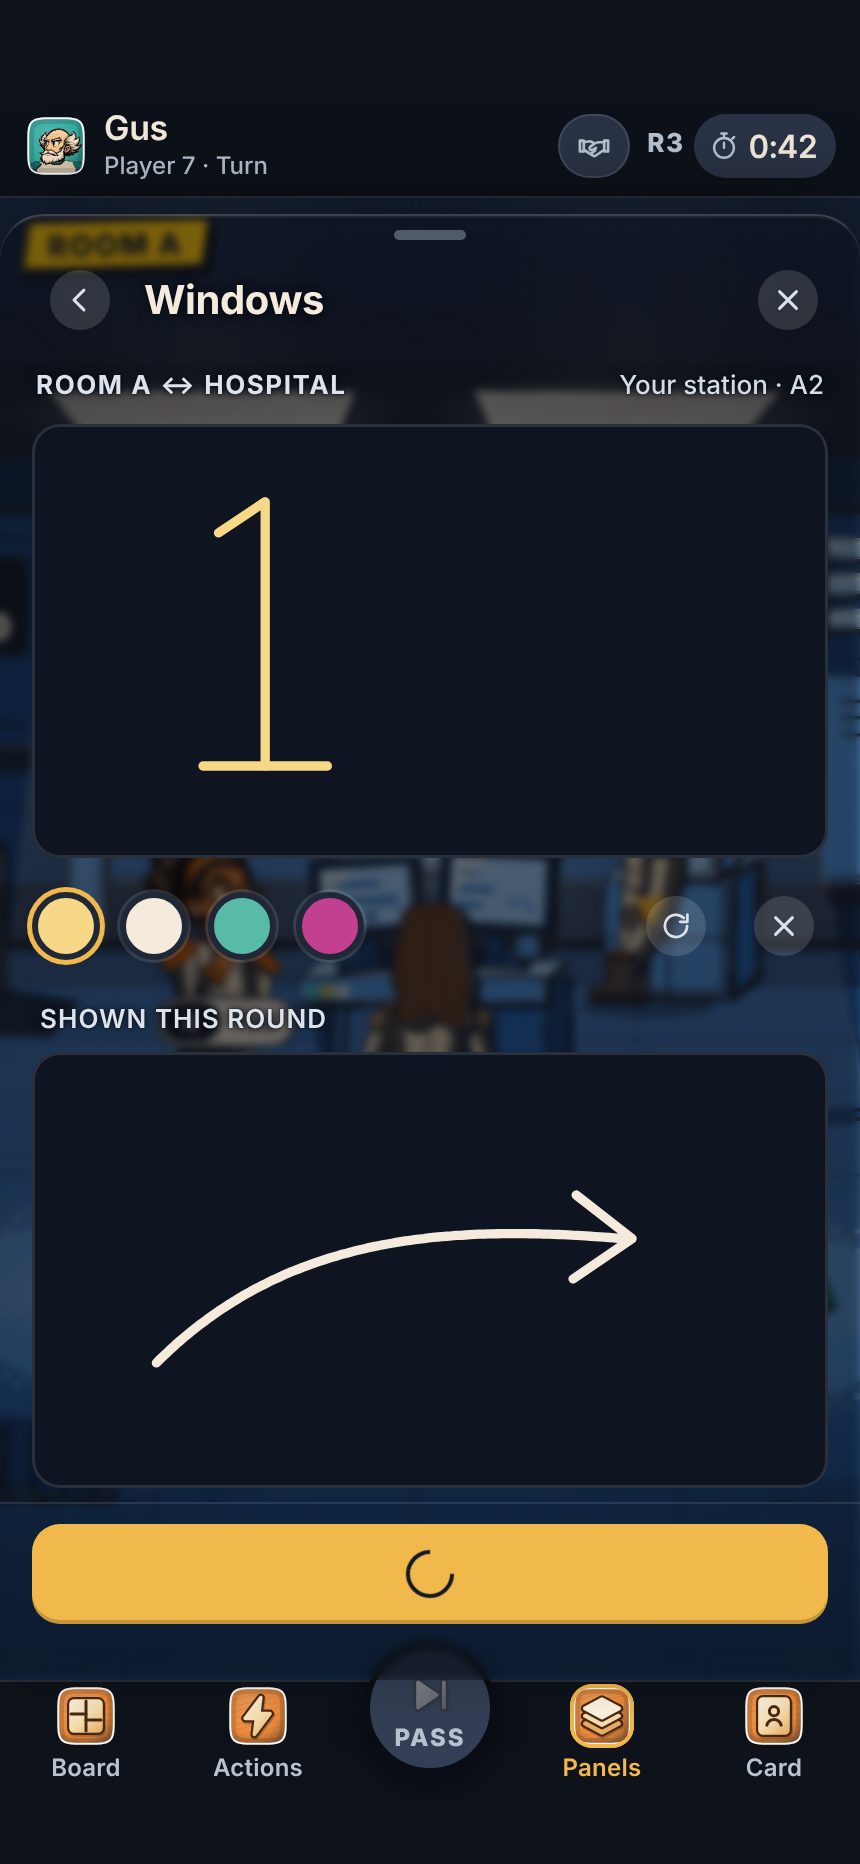 Gus
Player 7 · Turn
R3
0:42
ROOM A
Windows
ROOM A ↔ HOSPITAL
Your station · A2
1
SHOWN THIS ROUND
PASS
Board
Actions
Panels
Card